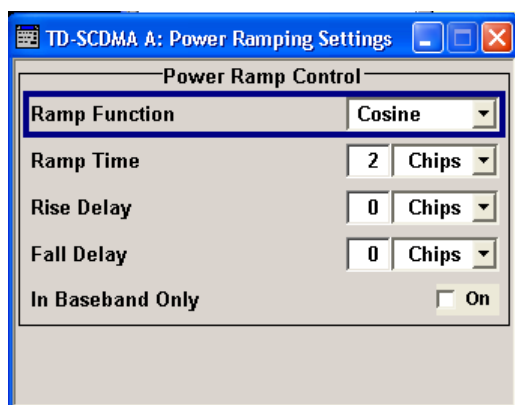 TD-SCDMA A: Power Ramping Settings
Power Ramp Control
Ramp Function Cosine
Ramp Time 2 Chips
Rise Delay 0 Chips
Fall Delay 0 Chips
In Baseband Only On